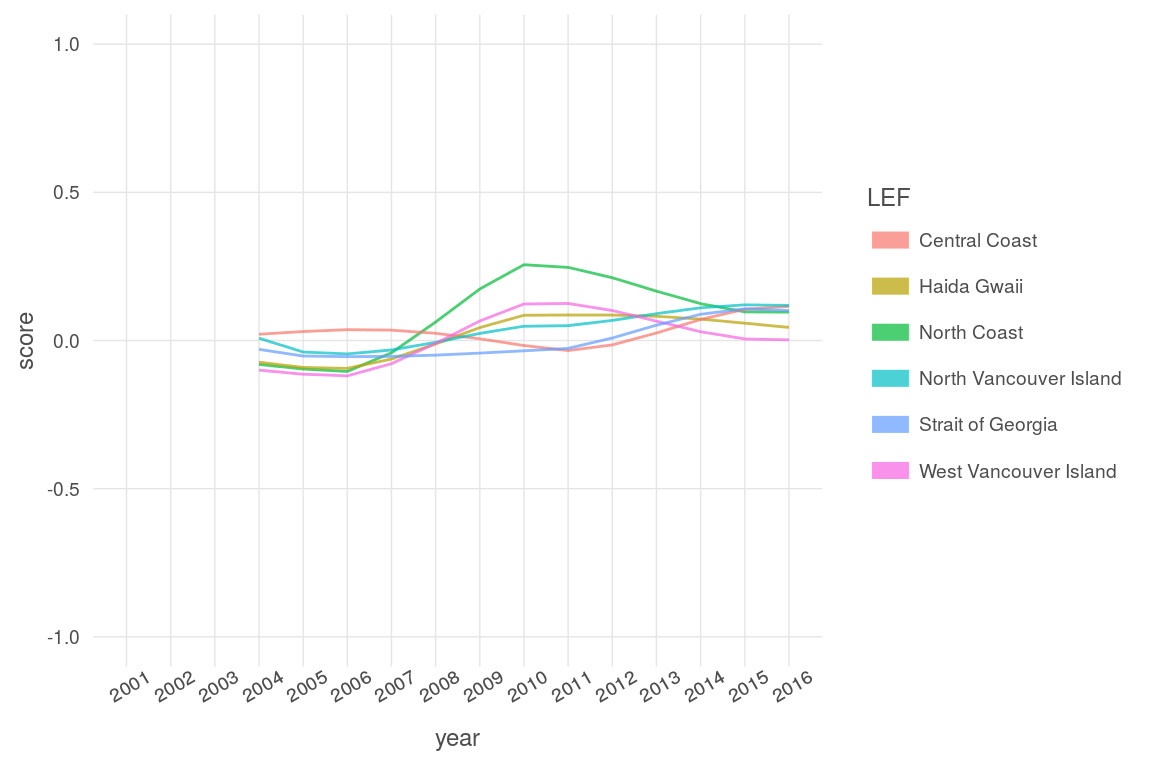 1.0
0.5
0.0
-0.5
-1.0
score
2001
2002
2003
2004
2005
2006
2007
2008
2009
2010
2011
2012
2013
2014
2015
2016
year
LEF
Central Coast
Haida Gwaii
North Coast
North Vancouver Island
Strait of Georgia
West Vancouver Island